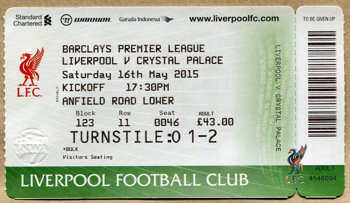 Standard Chartered
WARRIOR
Garuda Indonesia
www.liverpoolfc.com
TO BE GIVEN UP
BARCLAYS PREMIER LEAGUE
LIVERPOOL V CRYSTAL PALACE
Saturday 16th May 2015
KICKOFF 17:30PM
ANFIELD ROAD LOWER
Block Row Seat ADULT
123 11 0046 £43.00
TURNSTILE:O 1-2
*BULK
Visitors Seating
L.F.C.
LIVERPOOL FOOTBALL CLUB
LIVERPOOL V CRYSTAL PALACE
ADULT
4546004